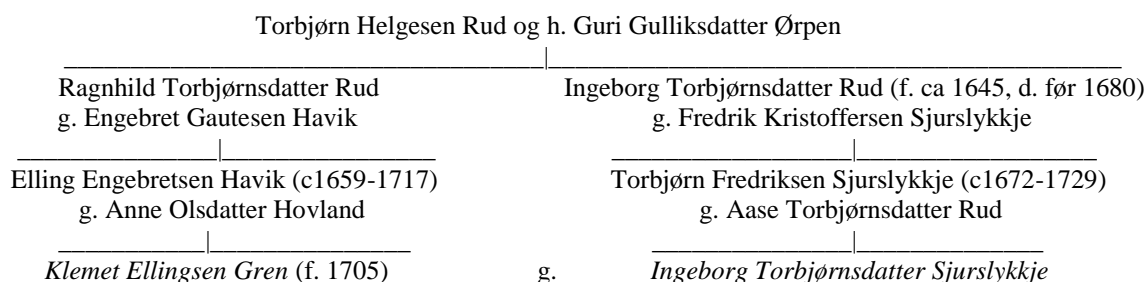 Torbjørn Helgesen Rud og h. Guri Gulliksdatter Ørpen
Ragnhild Torbjørnsdatter Rud Ingeborg Torbjørnsdatter Rud (f. ca 1645, d. før 1680)
g. Engebret Gautesen Havik g. Fredrik Kristoffersen Sjurslykkje
Elling Engebretsen Havik (c1659-1717) Torbjørn Fredriksen Sjurslykkje (c1672-1729)
g. Anne Olsdatter Hovland g. Aase Torbjørnsdatter Rud
Klemet Ellingsen Gren (f. 1705) g. Ingeborg Torbjørnsdatter Sjurslykkje